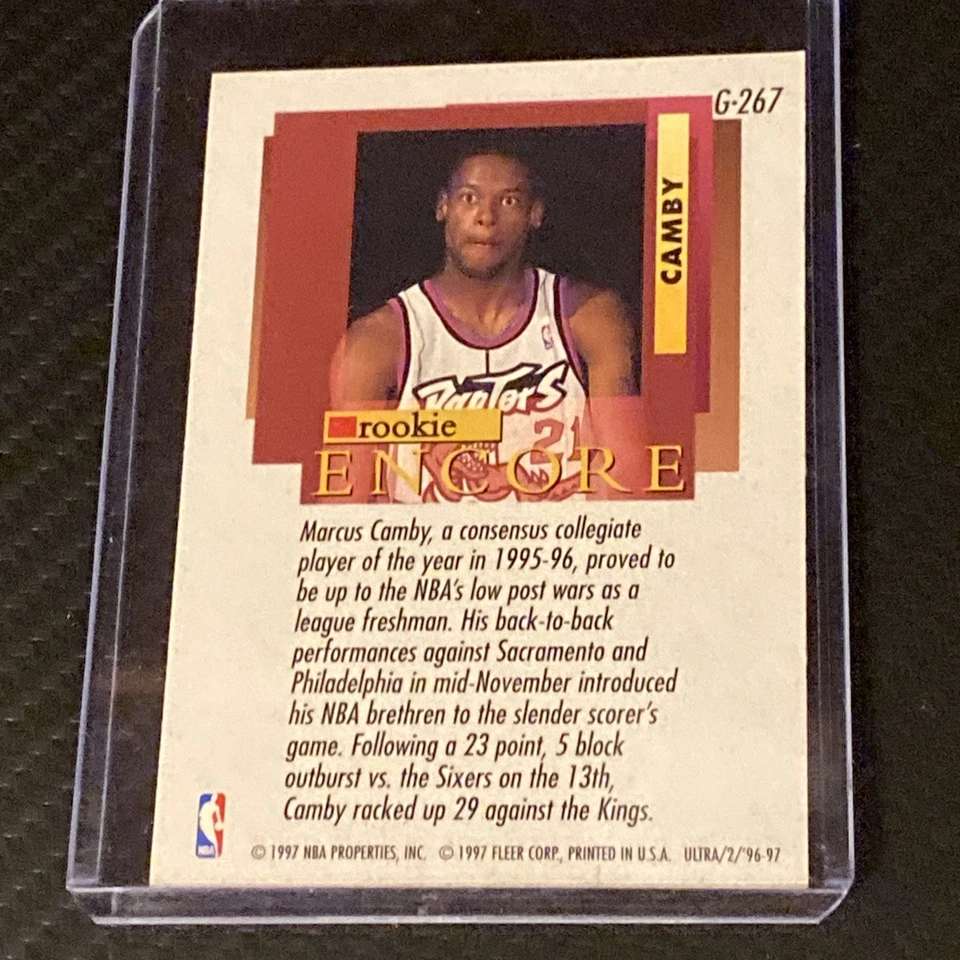 G-267
CAMBY
RAPTORS
21
rookie
ENCORE
Marcus Camby, a consensus collegiate
player of the year in 1995-96, proved to
be up to the NBA's low post wars as a
league freshman. His back-to-back
performances against Sacramento and
Philadelphia in mid-November introduced
his NBA brethren to the slender scorer's
game. Following a 23 point, 5 block
outburst vs. the Sixers on the 13th,
Camby racked up 29 against the Kings.
NBA
© 1997 NBA PROPERTIES, INC. © 1997 FLEER CORP., PRINTED IN U.S.A. ULTRA/2/'96-97